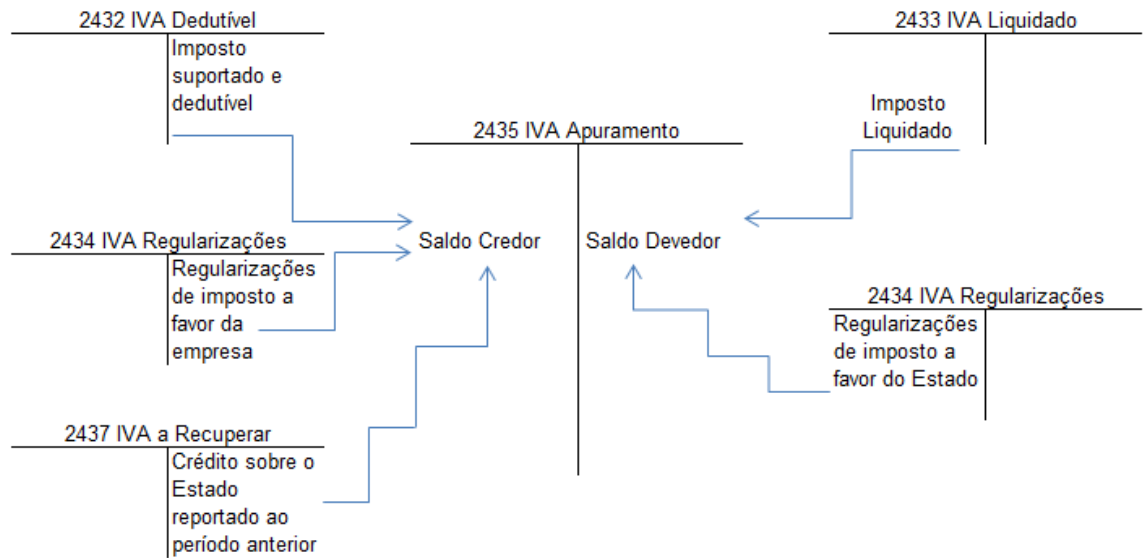 2432 IVA Dedutível
Imposto
suportado e
dedutível
2433 IVA Liquidado
Imposto
Liquidado
2435 IVA Apuramento
Saldo Credor
Saldo Devedor
2434 IVA Regularizações
Regularizações
de imposto a
favor da
empresa
2434 IVA Regularizações
Regularizações
de imposto a
favor do Estado
2437 IVA a Recuperar
Crédito sobre o
Estado
reportado ao
período anterior